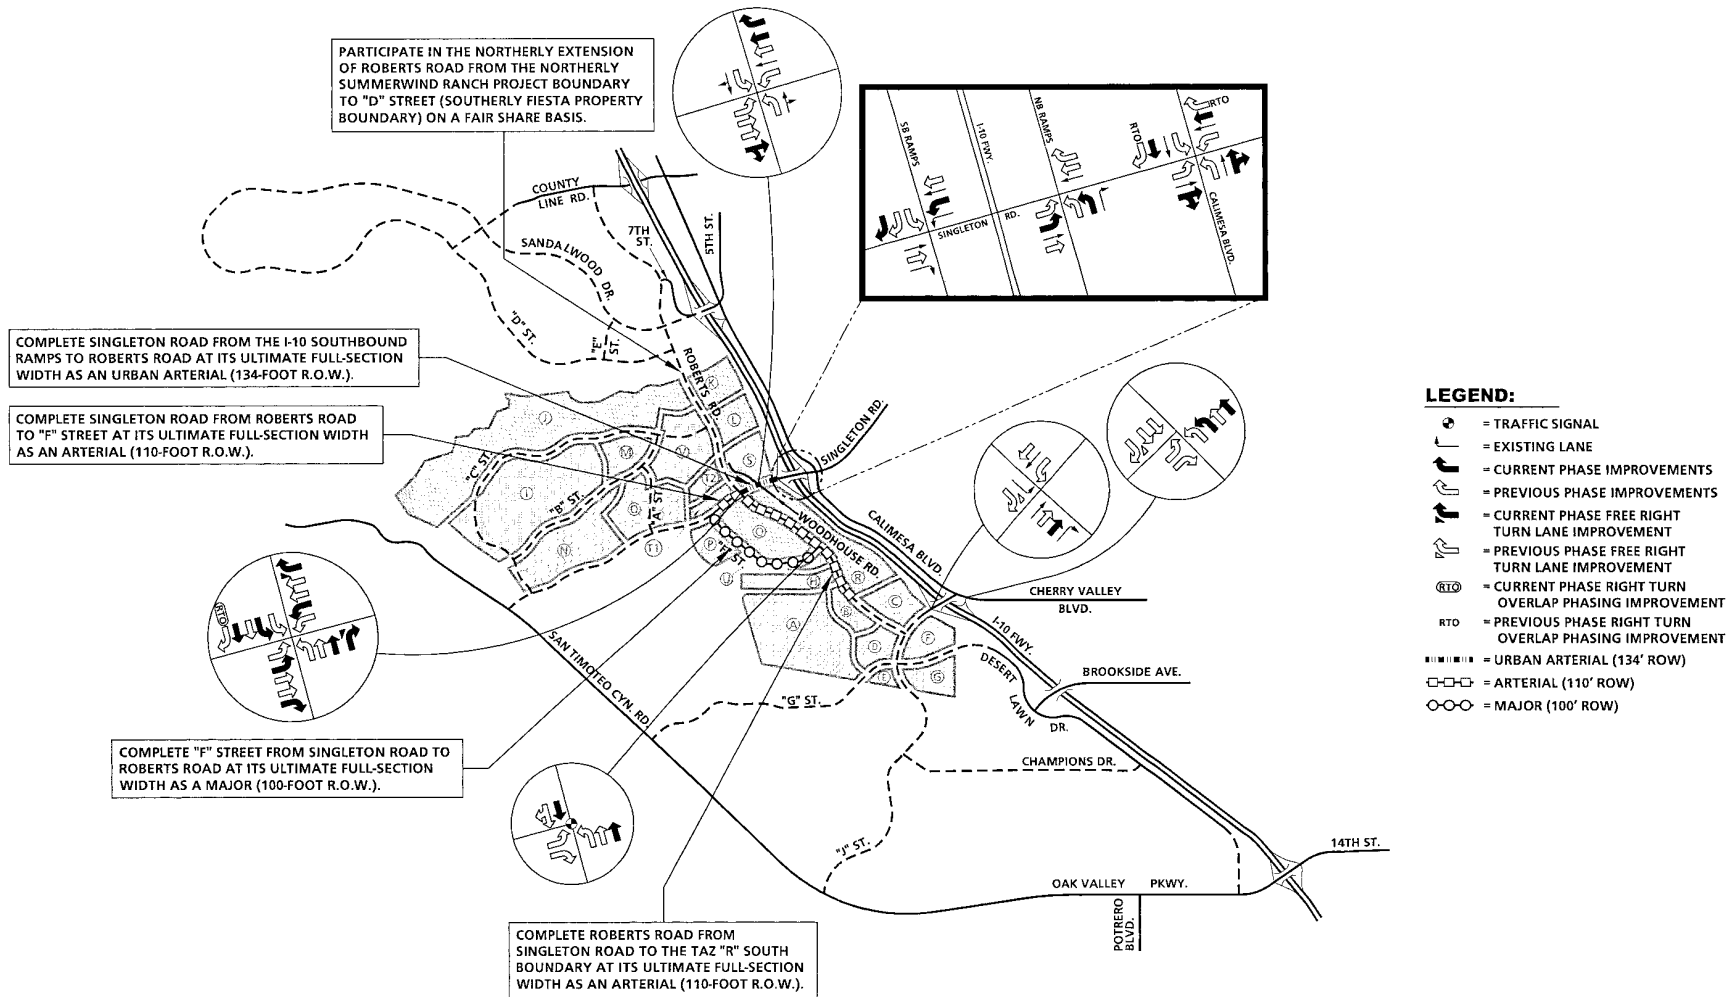 PARTICIPATE IN THE NORTHERLY EXTENSION
OF ROBERTS ROAD FROM THE NORTHERLY
SUMMERWIND RANCH PROJECT BOUNDARY
TO "D" STREET (SOUTHERLY FIESTA PROPERTY
BOUNDARY) ON A FAIR SHARE BASIS.
SB RAMPS
I-10 FWY.
NB RAMPS
RTO
RTO
SINGLETON RD.
CALIMESA BLVD.
COUNTY
LINE RD.
7TH
ST.
5TH ST.
SANDALWOOD DR.
"D" ST.
"E"
ST.
ROBERTS RD.
COMPLETE SINGLETON ROAD FROM THE I-10 SOUTHBOUND
RAMPS TO ROBERTS ROAD AT ITS ULTIMATE FULL-SECTION
WIDTH AS AN URBAN ARTERIAL (134-FOOT R.O.W.).
COMPLETE SINGLETON ROAD FROM ROBERTS ROAD
TO "F" STREET AT ITS ULTIMATE FULL-SECTION WIDTH
AS AN ARTERIAL (110-FOOT R.O.W.).
K
J
L
M
S
"C" ST.
SINGLETON RD.
I
"B" ST.
Q
"A" ST.
T2
O
N
T1
P
"F" ST.
U
H
R
WOODHOUSE RD.
CALIMESA BLVD.
A
B
C
D
E
F
G
CHERRY VALLEY
BLVD.
I-10 FWY.
RTO
SAN TIMOTEO CYN. RD.
"G" ST.
DESERT
LAWN
DR.
BROOKSIDE AVE.
CHAMPIONS DR.
"J" ST.
14TH ST.
OAK VALLEY PKWY.
POTRERO
BLVD.
COMPLETE "F" STREET FROM SINGLETON ROAD TO
ROBERTS ROAD AT ITS ULTIMATE FULL-SECTION
WIDTH AS A MAJOR (100-FOOT R.O.W.).
COMPLETE ROBERTS ROAD FROM
SINGLETON ROAD TO THE TAZ "R" SOUTH
BOUNDARY AT ITS ULTIMATE FULL-SECTION
WIDTH AS AN ARTERIAL (110-FOOT R.O.W.).
LEGEND:
= TRAFFIC SIGNAL
= EXISTING LANE
= CURRENT PHASE IMPROVEMENTS
= PREVIOUS PHASE IMPROVEMENTS
= CURRENT PHASE FREE RIGHT
TURN LANE IMPROVEMENT
= PREVIOUS PHASE FREE RIGHT
TURN LANE IMPROVEMENT
RTO = CURRENT PHASE RIGHT TURN
OVERLAP PHASING IMPROVEMENT
RTO = PREVIOUS PHASE RIGHT TURN
OVERLAP PHASING IMPROVEMENT
= URBAN ARTERIAL (134' ROW)
= ARTERIAL (110' ROW)
= MAJOR (100' ROW)